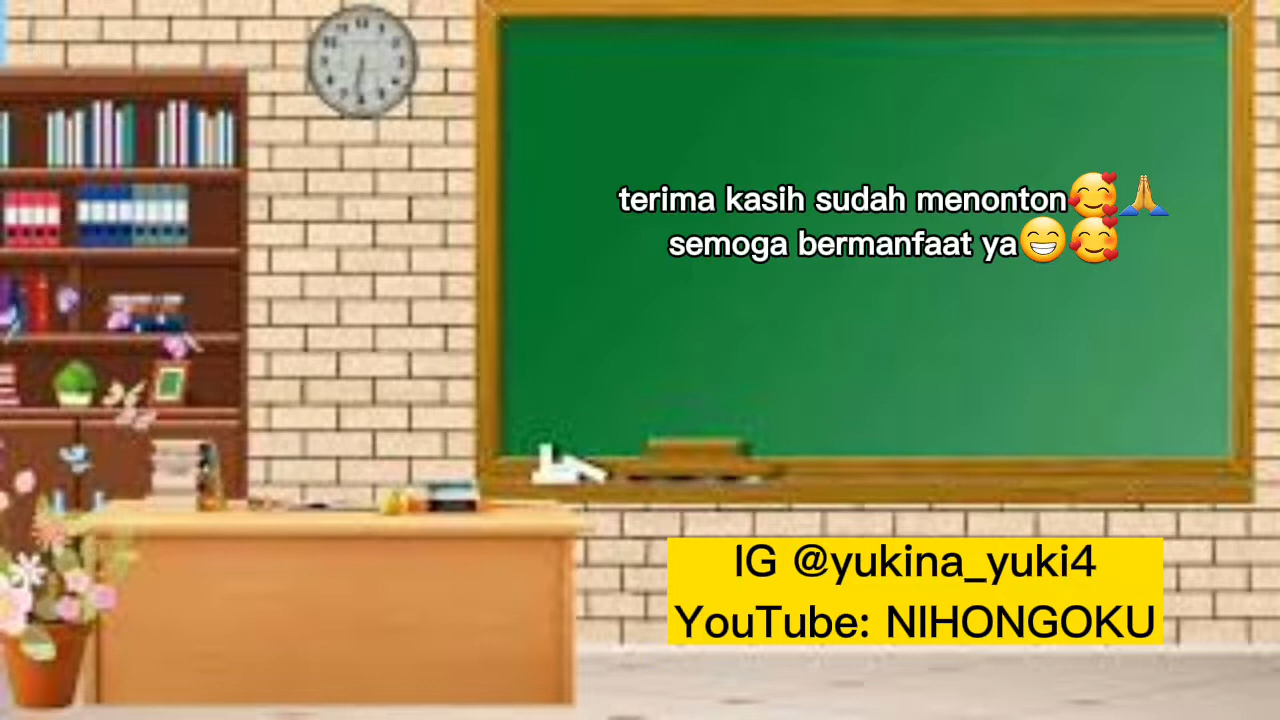 terima kasih sudah menonton🥰🙏
semoga bermanfaat ya😁🥰
IG @yukina_yuki4
YouTube: NIHONGOKU